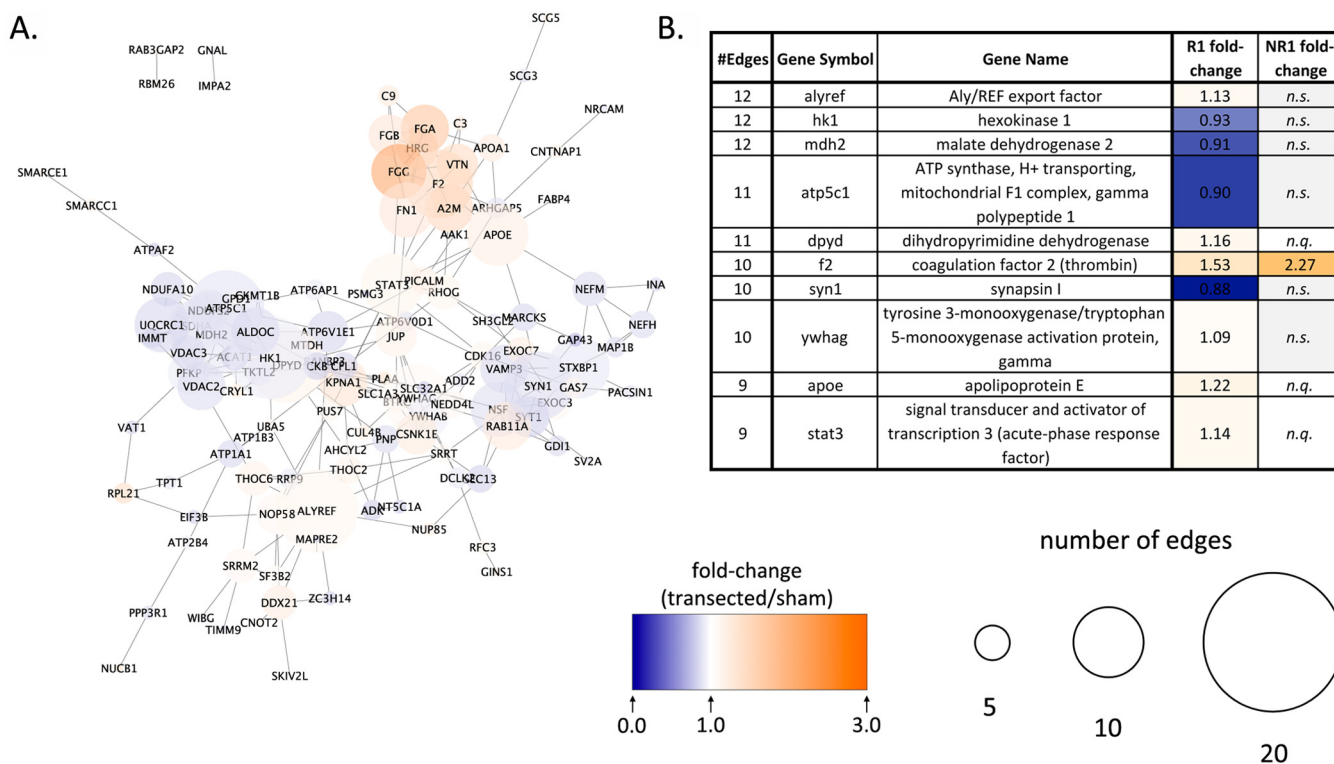 A.
SCG5
RAB3GAP2 GNAL
RBM26 IMPA2
SCG3
C9
NRCAM
FGA C3
FGB
HRG APOA1
CNTNAP1
VTN
FGG
F2
SMARCE1
FABP4
SMARCC1
FN1 A2M ARHGAP5
AAK1 APOE
ATPAF2
PICALM
STAT3
NDUFA10 CKMT1B ATP6AP1 PSMG3 RHOG NEFM INA
GPD1
ATP5C1
UQCRC1 ALDOC ATP6V1E1 ATP6V0D1 SH3GL2 MARCKS NEFH
IMMT MDH2 MTDH JUP GAP43 MAP1B
VDAC3 ACAT1 HK1 DPYD CDK16 EXOC7
PFKP TKTL2 CKB CPL1 PLAA VAMP3 STXBP1
VDAC2 CRYL1 KPNA1 SLC1A3 SLC32A1 ADD2 SYN1 GAS7 PACSIN1
YWHAG NEDD4L EXOC3
PUS7 YWHAB NSF SYT1
VAT1 UBA5 CUL4B CSNK1E RAB11A
ATP1B3 PNP GDI1
ATP1A1 AHCYL2 SRRT SV2A
TPT1 THOC6 RRP9 THOC2 DCLK2 SEC13
RPL21
EIF3B NOP58 ALYREF ADK NT5C1A
NUP85
ATP2B4 MAPRE2
RFC3
SRRM2 SF3B2 GINS1
DDX21 ZC3H14
PPP3R1 WIBG CNOT2
TIMM9
NUCB1
SKIV2L
B.
#Edges Gene Symbol Gene Name R1 fold-change NR1 fold-change
12 alyref Aly/REF export factor 1.13 n.s.
12 hk1 hexokinase 1 0.93 n.s.
12 mdh2 malate dehydrogenase 2 0.91 n.s.
11 atp5c1 ATP synthase, H+ transporting, mitochondrial F1 complex, gamma polypeptide 1 0.90 n.s.
11 dpyd dihydropyrimidine dehydrogenase 1.16 n.q.
10 f2 coagulation factor 2 (thrombin) 1.53 2.27
10 syn1 synapsin I 0.88 n.s.
10 ywhag tyrosine 3-monooxygenase/tryptophan 5-monooxygenase activation protein, gamma 1.09 n.s.
9 apoe apolipoprotein E 1.22 n.q.
9 stat3 signal transducer and activator of transcription 3 (acute-phase response factor) 1.14 n.q.
fold-change
(transected/sham)
0.0 1.0 3.0
number of edges
5
10
20